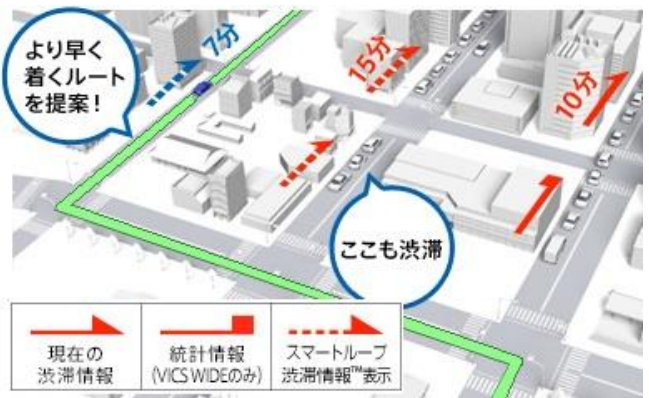 より早く
着くルート
を提案！
7分
15分
10分
ここも渋滞
現在の
渋滞情報
統計情報
(VICS WIDEのみ)
スマートループ
渋滞情報™表示